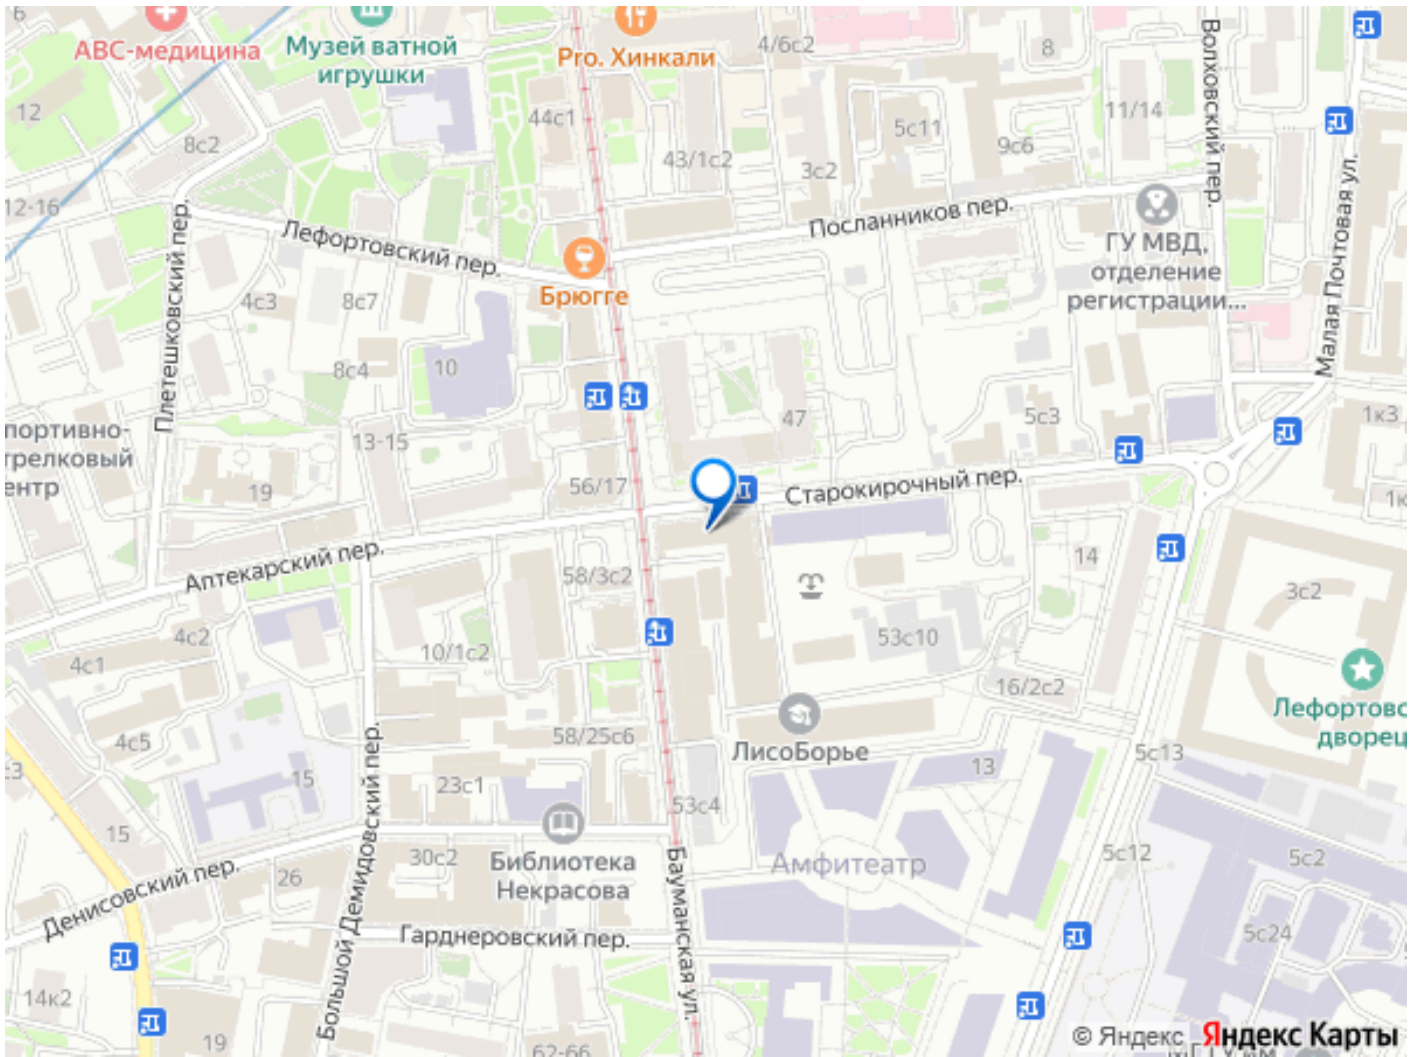 6
АВС-медицина
Музей ватной
игрушки
Pro. Хинкали
4/6с2
8
12
8с2
44с1
43/1с2
3с2
5с11
9с6
11/14
Волховский пер.
12-16
Плетешковский пер.
Лефортовский пер.
Посланников пер.
ГУ МВД,
отделение
регистрации...
Малая Почтовая ул.
Брюгге
4с3
8с7
8с4
10
47
5с3
1к3
портивно-
трелковый
ентр
13-15
19
56/17
Старокирочный пер.
1к
Аптекарский пер.
58/3с2
14
3с2
4с2
4с1
10/1с2
53с10
16/2с2
Лефортовс
дворец
4с5
58/25с6
ЛисоБорье
13
5с13
-3
15
15
23с1
53с4
Большой Демидовский пер.
30с2
Библиотека
Некрасова
Амфитеатр
5с12
5с2
Денисовский пер.
26
Гарднеровский пер.
Бауманская ул.
5с24
14к2
19
62-66
© Яндекс Яндекс Карты